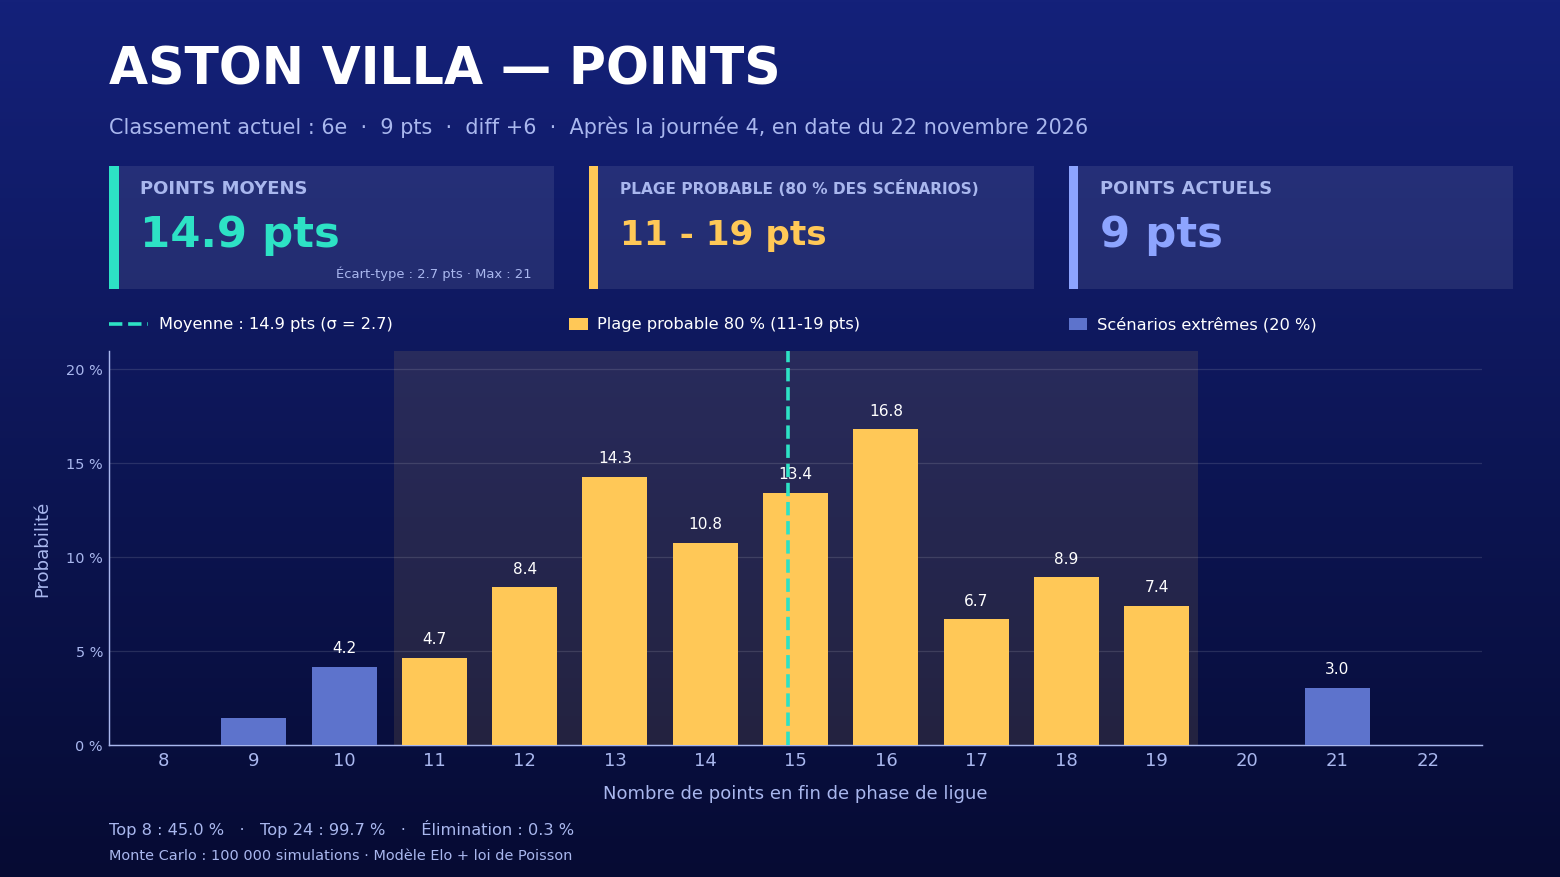 ASTON VILLA — POINTS
Classement actuel : 6e · 9 pts · diff +6 · Après la journée 4, en date du 22 novembre 2026
POINTS MOYENS
14.9 pts
Écart-type : 2.7 pts · Max : 21
PLAGE PROBABLE (80 % DES SCÉNARIOS)
11 - 19 pts
POINTS ACTUELS
9 pts
Moyenne : 14.9 pts (σ = 2.7)
Plage probable 80 % (11-19 pts)
Scénarios extrêmes (20 %)
Probabilité
20 %
15 %
10 %
5 %
0 %
4.2
4.7
8.4
14.3
10.8
13.4
16.8
6.7
8.9
7.4
3.0
8 9 10 11 12 13 14 15 16 17 18 19 20 21 22
Nombre de points en fin de phase de ligue
Top 8 : 45.0 % · Top 24 : 99.7 % · Élimination : 0.3 %
Monte Carlo : 100 000 simulations · Modèle Elo + loi de Poisson